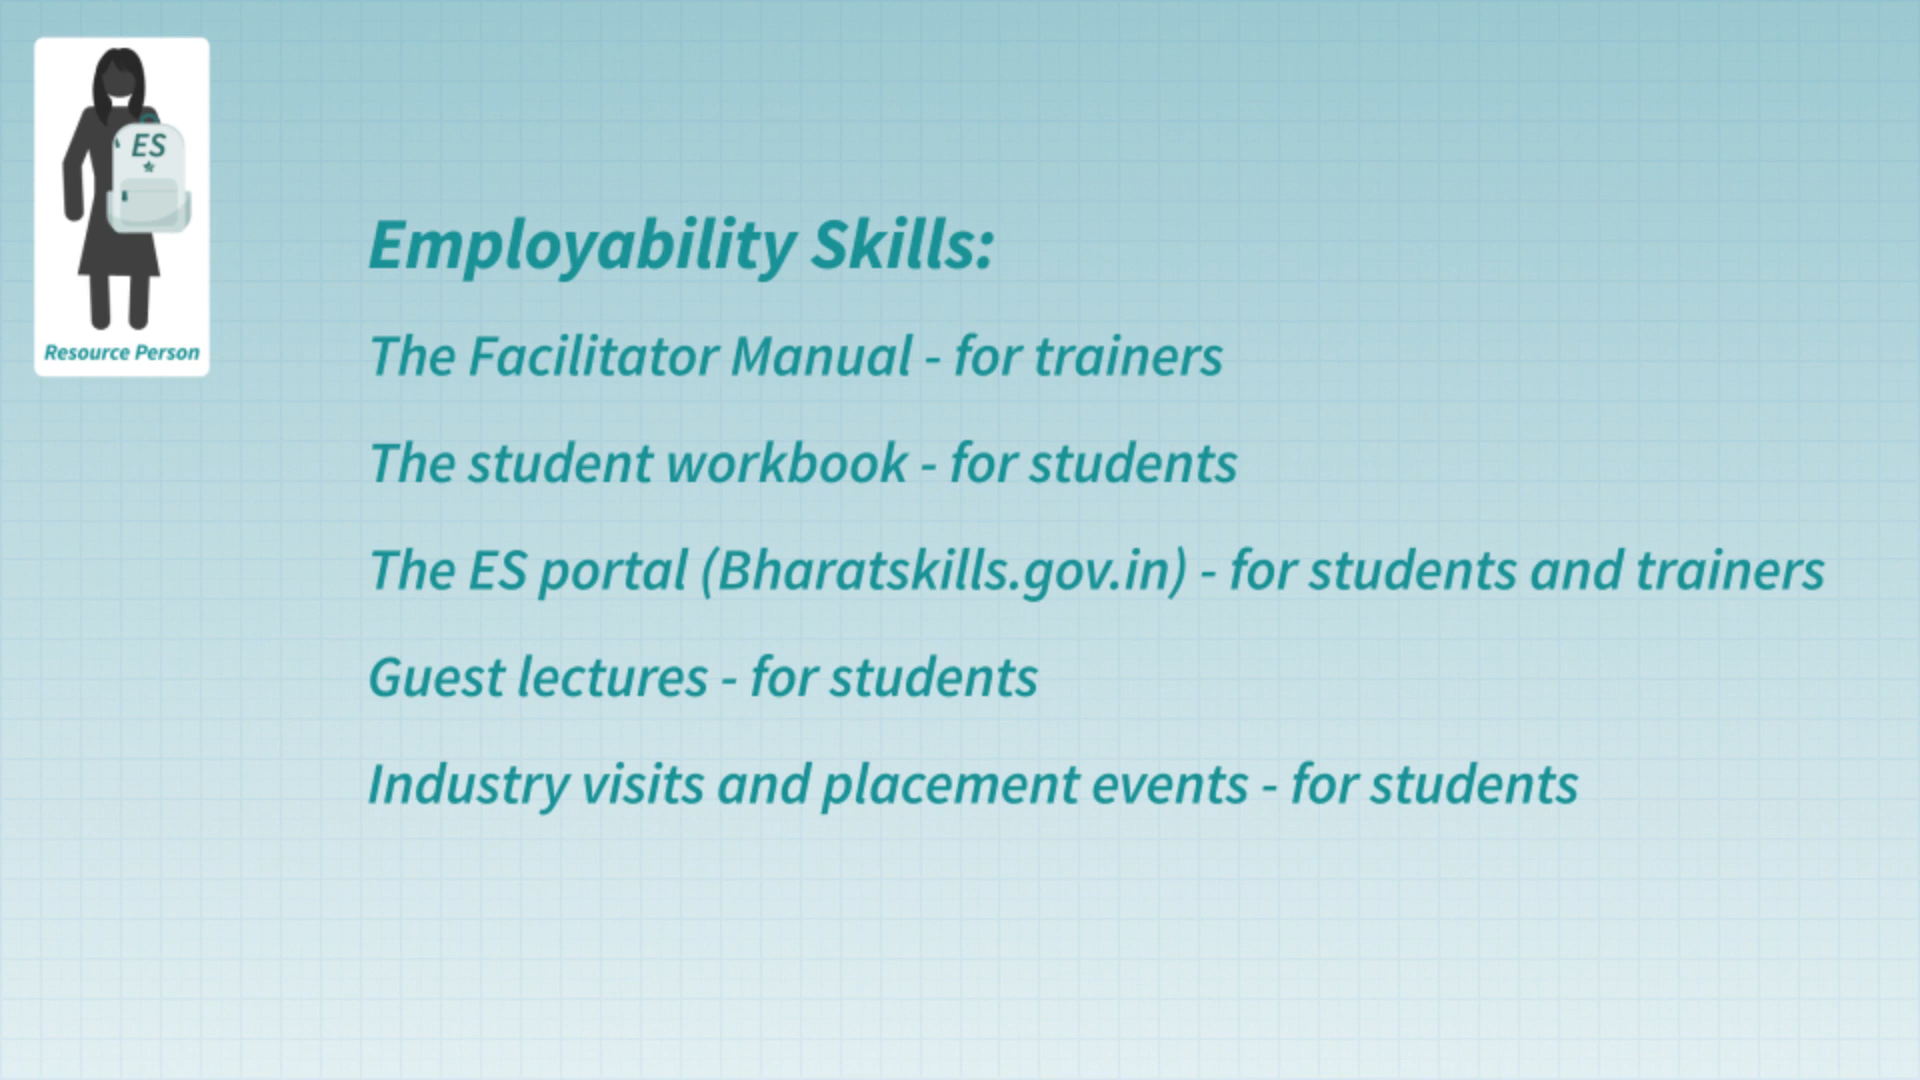 ES
Resource Person
Employability Skills:
The Facilitator Manual - for trainers
The student workbook - for students
The ES portal (Bharatskills.gov.in) - for students and trainers
Guest lectures - for students
Industry visits and placement events - for students